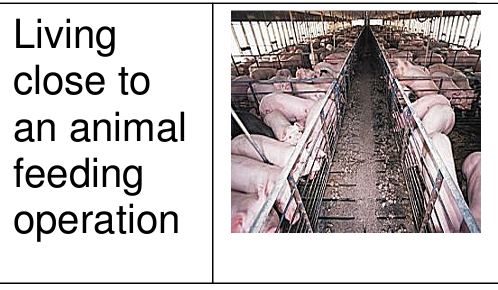 Living
close to
an animal
feeding
operation